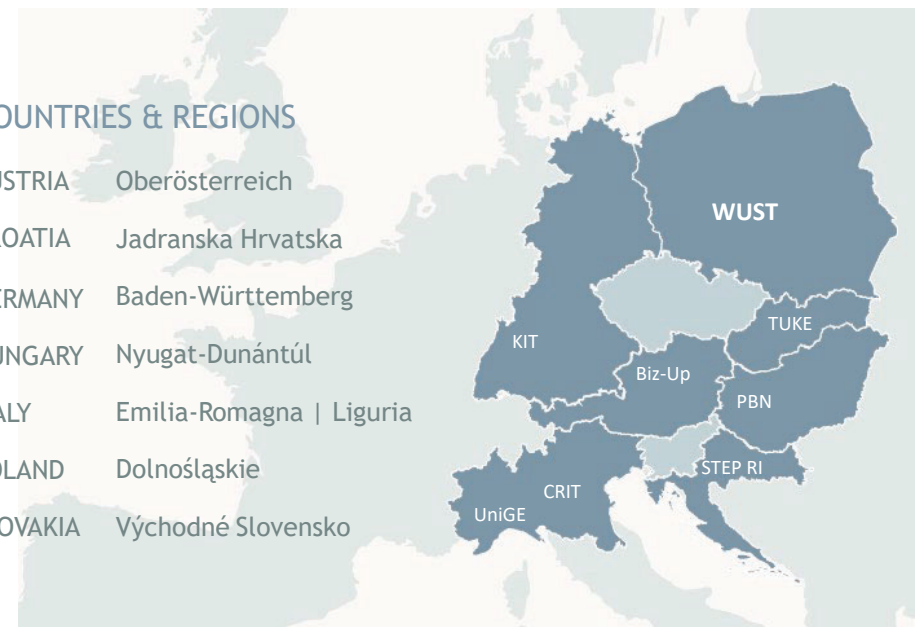 OUNTRIES & REGIONS
USTRIA Oberösterreich
ROATIA Jadranska Hrvatska
ERMANY Baden-Württemberg
UNGARY Nyugat-Dunántúl
ALY Emilia-Romagna | Liguria
OLAND Dolnośląskie
OVAKIA Východné Slovensko
WUST
TUKE
KIT
Biz-Up
PBN
STEP RI
CRIT
UniGE